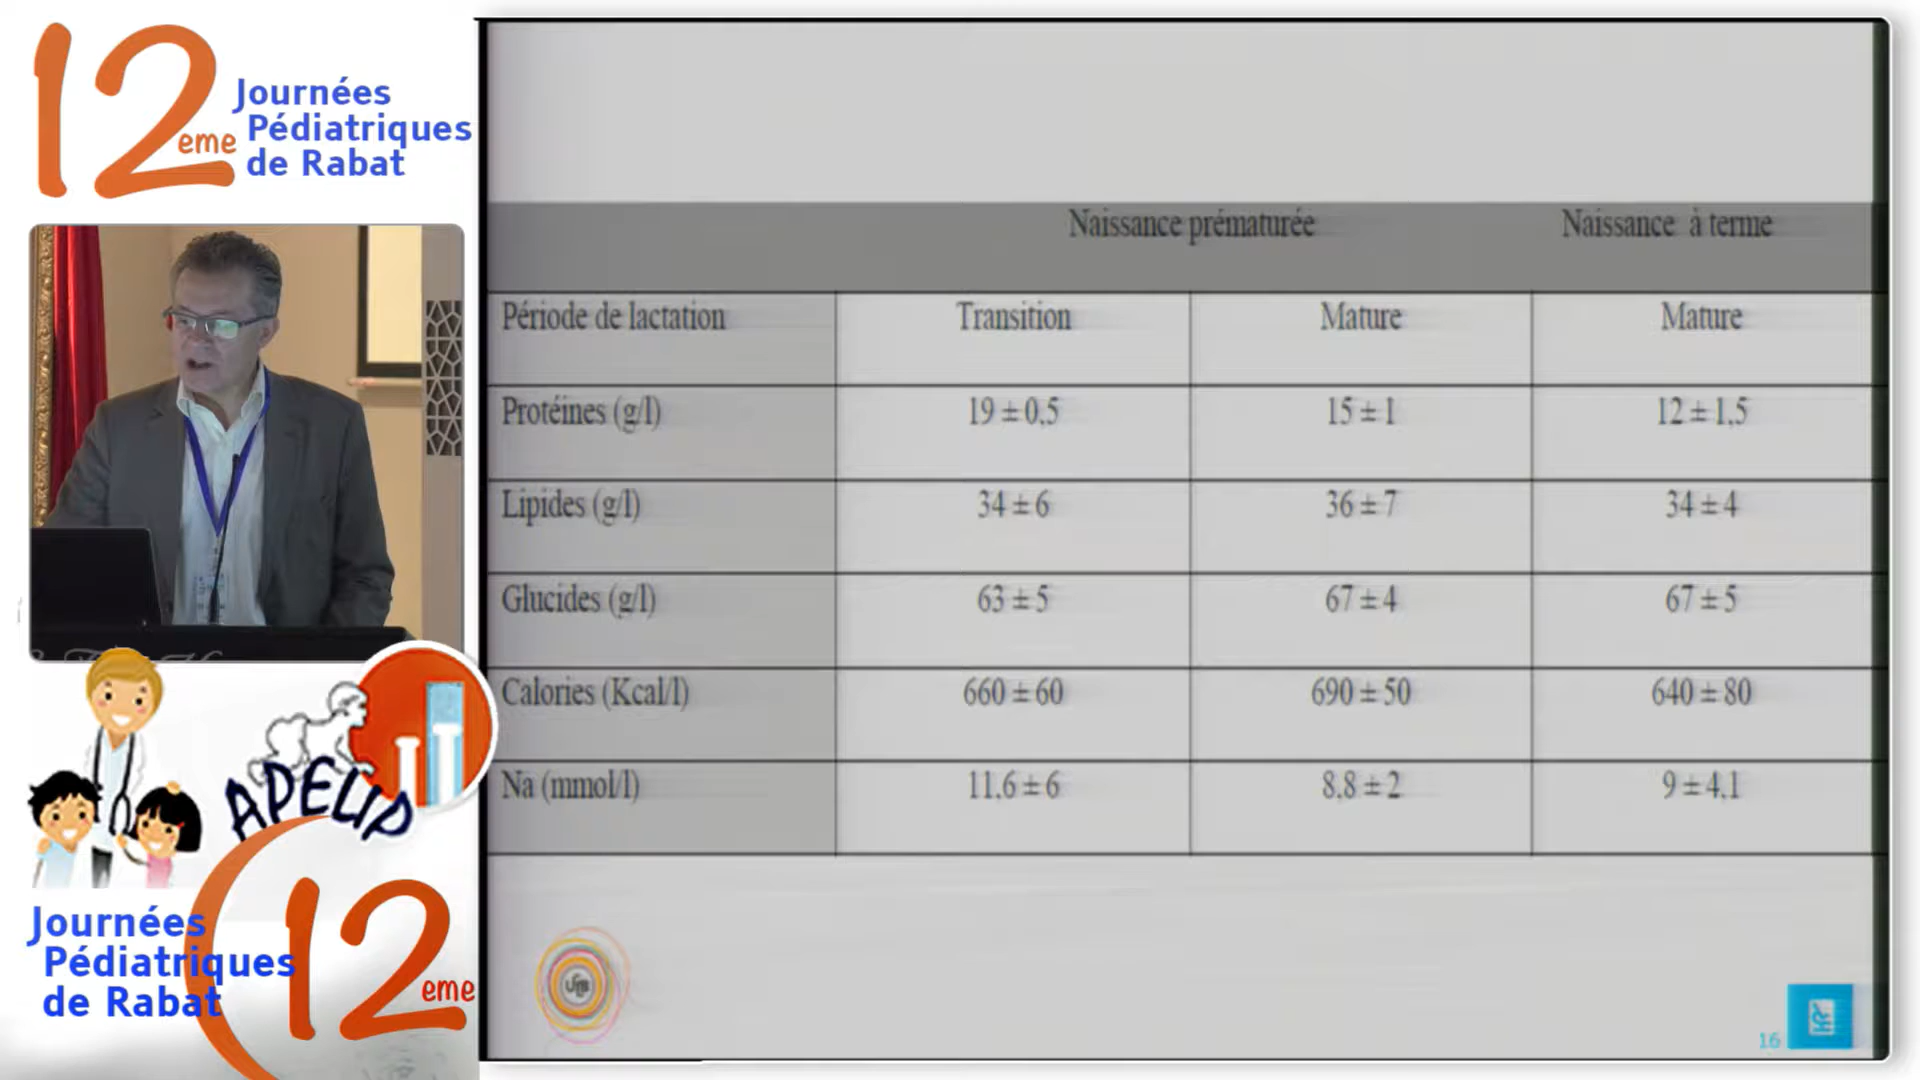 12eme
Journées
Pédiatriques
de Rabat
Naissance prématurée Naissance à terme
Période de lactation Transition Mature Mature
Protéines (g/l) 19 ± 0,5 15 ± 1 12 ± 1,5
Lipides (g/l) 34 ± 6 36 ± 7 34 ± 4
Glucides (g/l) 63 ± 5 67 ± 4 67 ± 5
Calories (Kcal/l) 660 ± 60 690 ± 50 640 ± 80
Na (mmol/l) 11,6 ± 6 8,8 ± 2 9 ± 4,1
16
APELIP
Journées
Pédiatriques
de Rabat
12eme